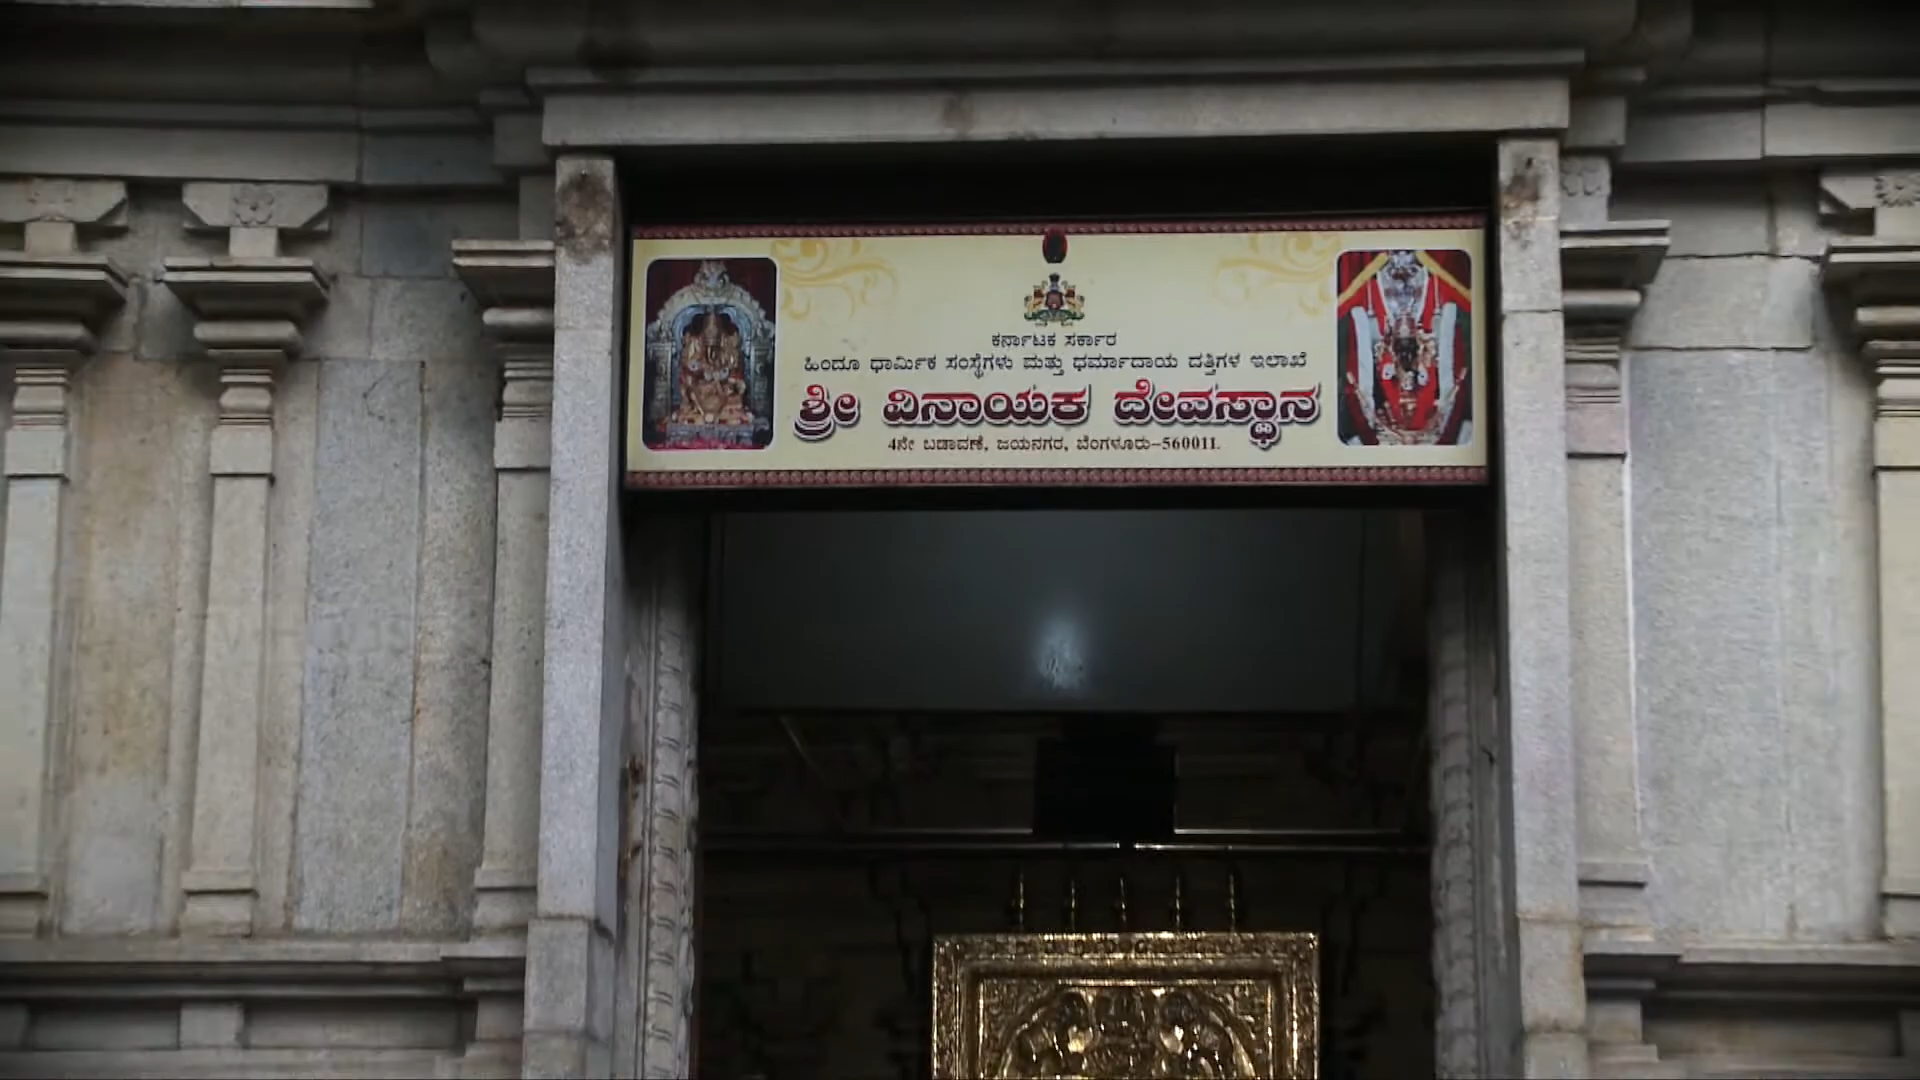 ಕರ್ನಾಟಕ ಸರ್ಕಾರ
ಹಿಂದೂ ಧಾರ್ಮಿಕ ಸಂಸ್ಥೆಗಳು ಮತ್ತು ಧರ್ಮಾದಾಯ ದತ್ತಿಗಳ ಇಲಾಖೆ
ಶ್ರೀ ವಿನಾಯಕ ದೇವಸ್ಥಾನ
4ನೇ ಬಡಾವಣೆ, ಜಯನಗರ, ಬೆಂಗಳೂರು-560011.